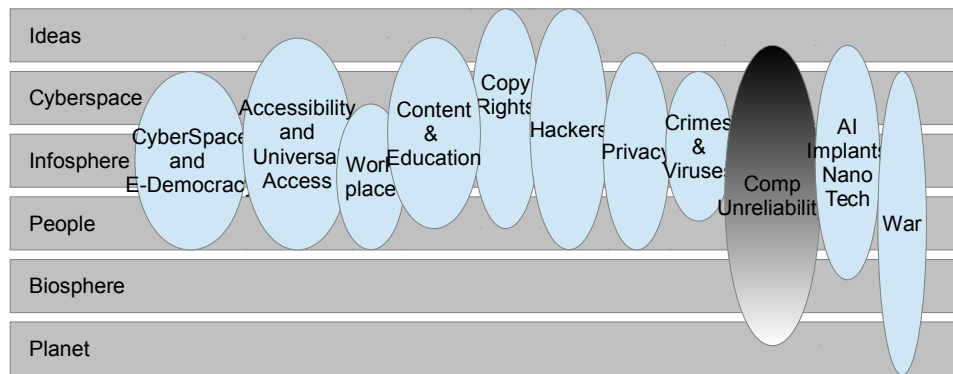 Ideas
Cyberspace
Infosphere
People
Biosphere
Planet
CyberSpace
and
E-Democracy
Accessibility
and
Universal
Access
Work
place
Content
&
Education
Copy
Rights
Hackers
Privacy
Crimes
&
Viruses
Comp
Unreliability
AI
Implants
Nano
Tech
War